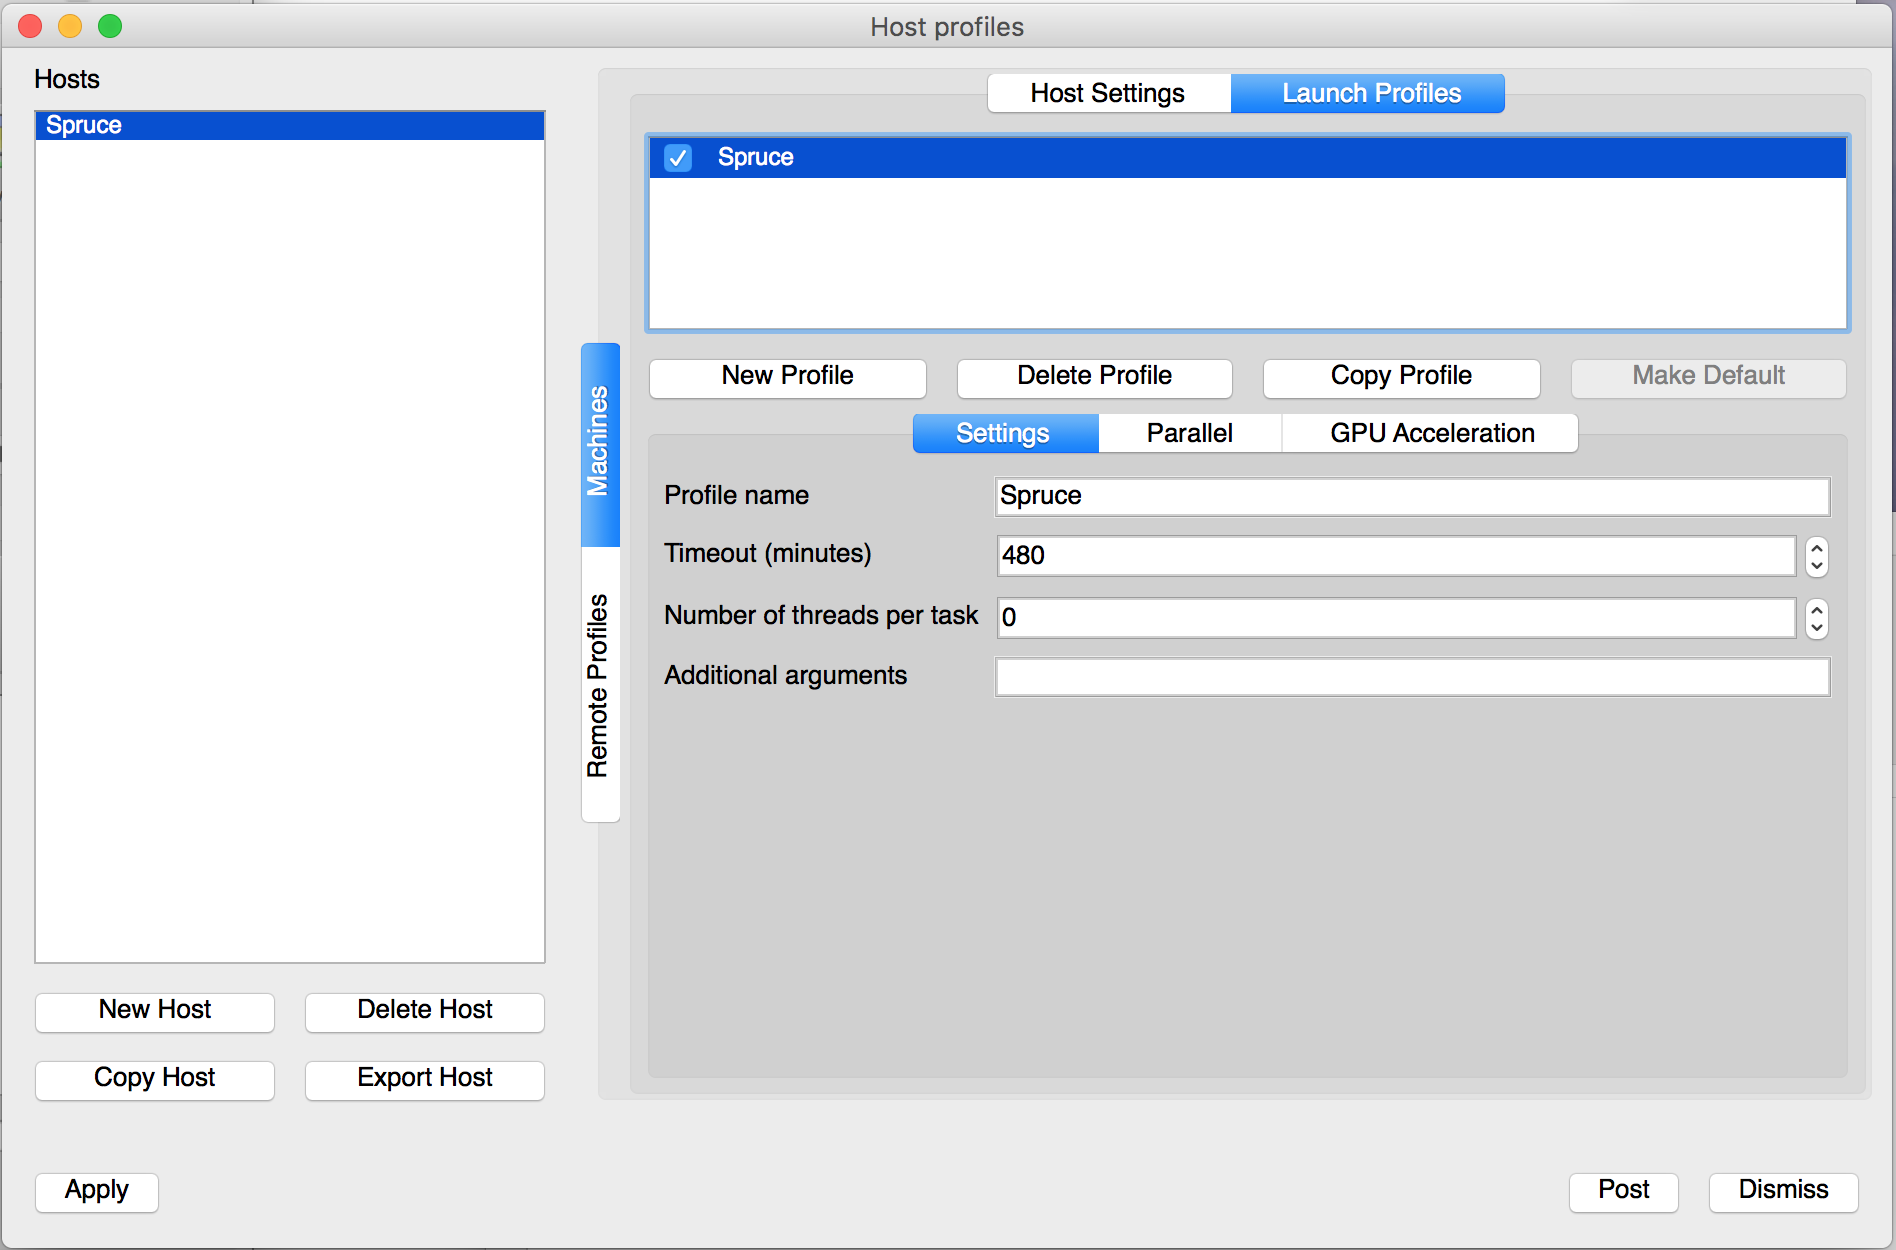 Host profiles
Hosts
Spruce
New Host
Delete Host
Copy Host
Export Host
Machines
Remote Profiles
Host Settings
Launch Profiles
Spruce
New Profile
Delete Profile
Copy Profile
Make Default
Settings
Parallel
GPU Acceleration
Profile name
Spruce
Timeout (minutes)
480
Number of threads per task
0
Additional arguments
Apply
Post
Dismiss